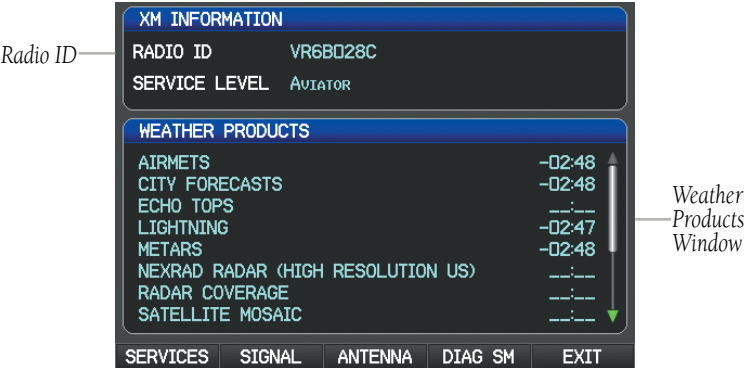 XM INFORMATION
Radio ID
RADIO ID VR6BD28C
SERVICE LEVEL AVIATOR
WEATHER PRODUCTS
AIRMETS -02:48
CITY FORECASTS -02:48
ECHO TOPS __:__
LIGHTNING -02:47
METARS -02:48
NEXRAD RADAR (HIGH RESOLUTION US) __:__
RADAR COVERAGE __:__
SATELLITE MOSAIC __:__
Weather
Products
Window
SERVICES SIGNAL ANTENNA DIAG SM EXIT